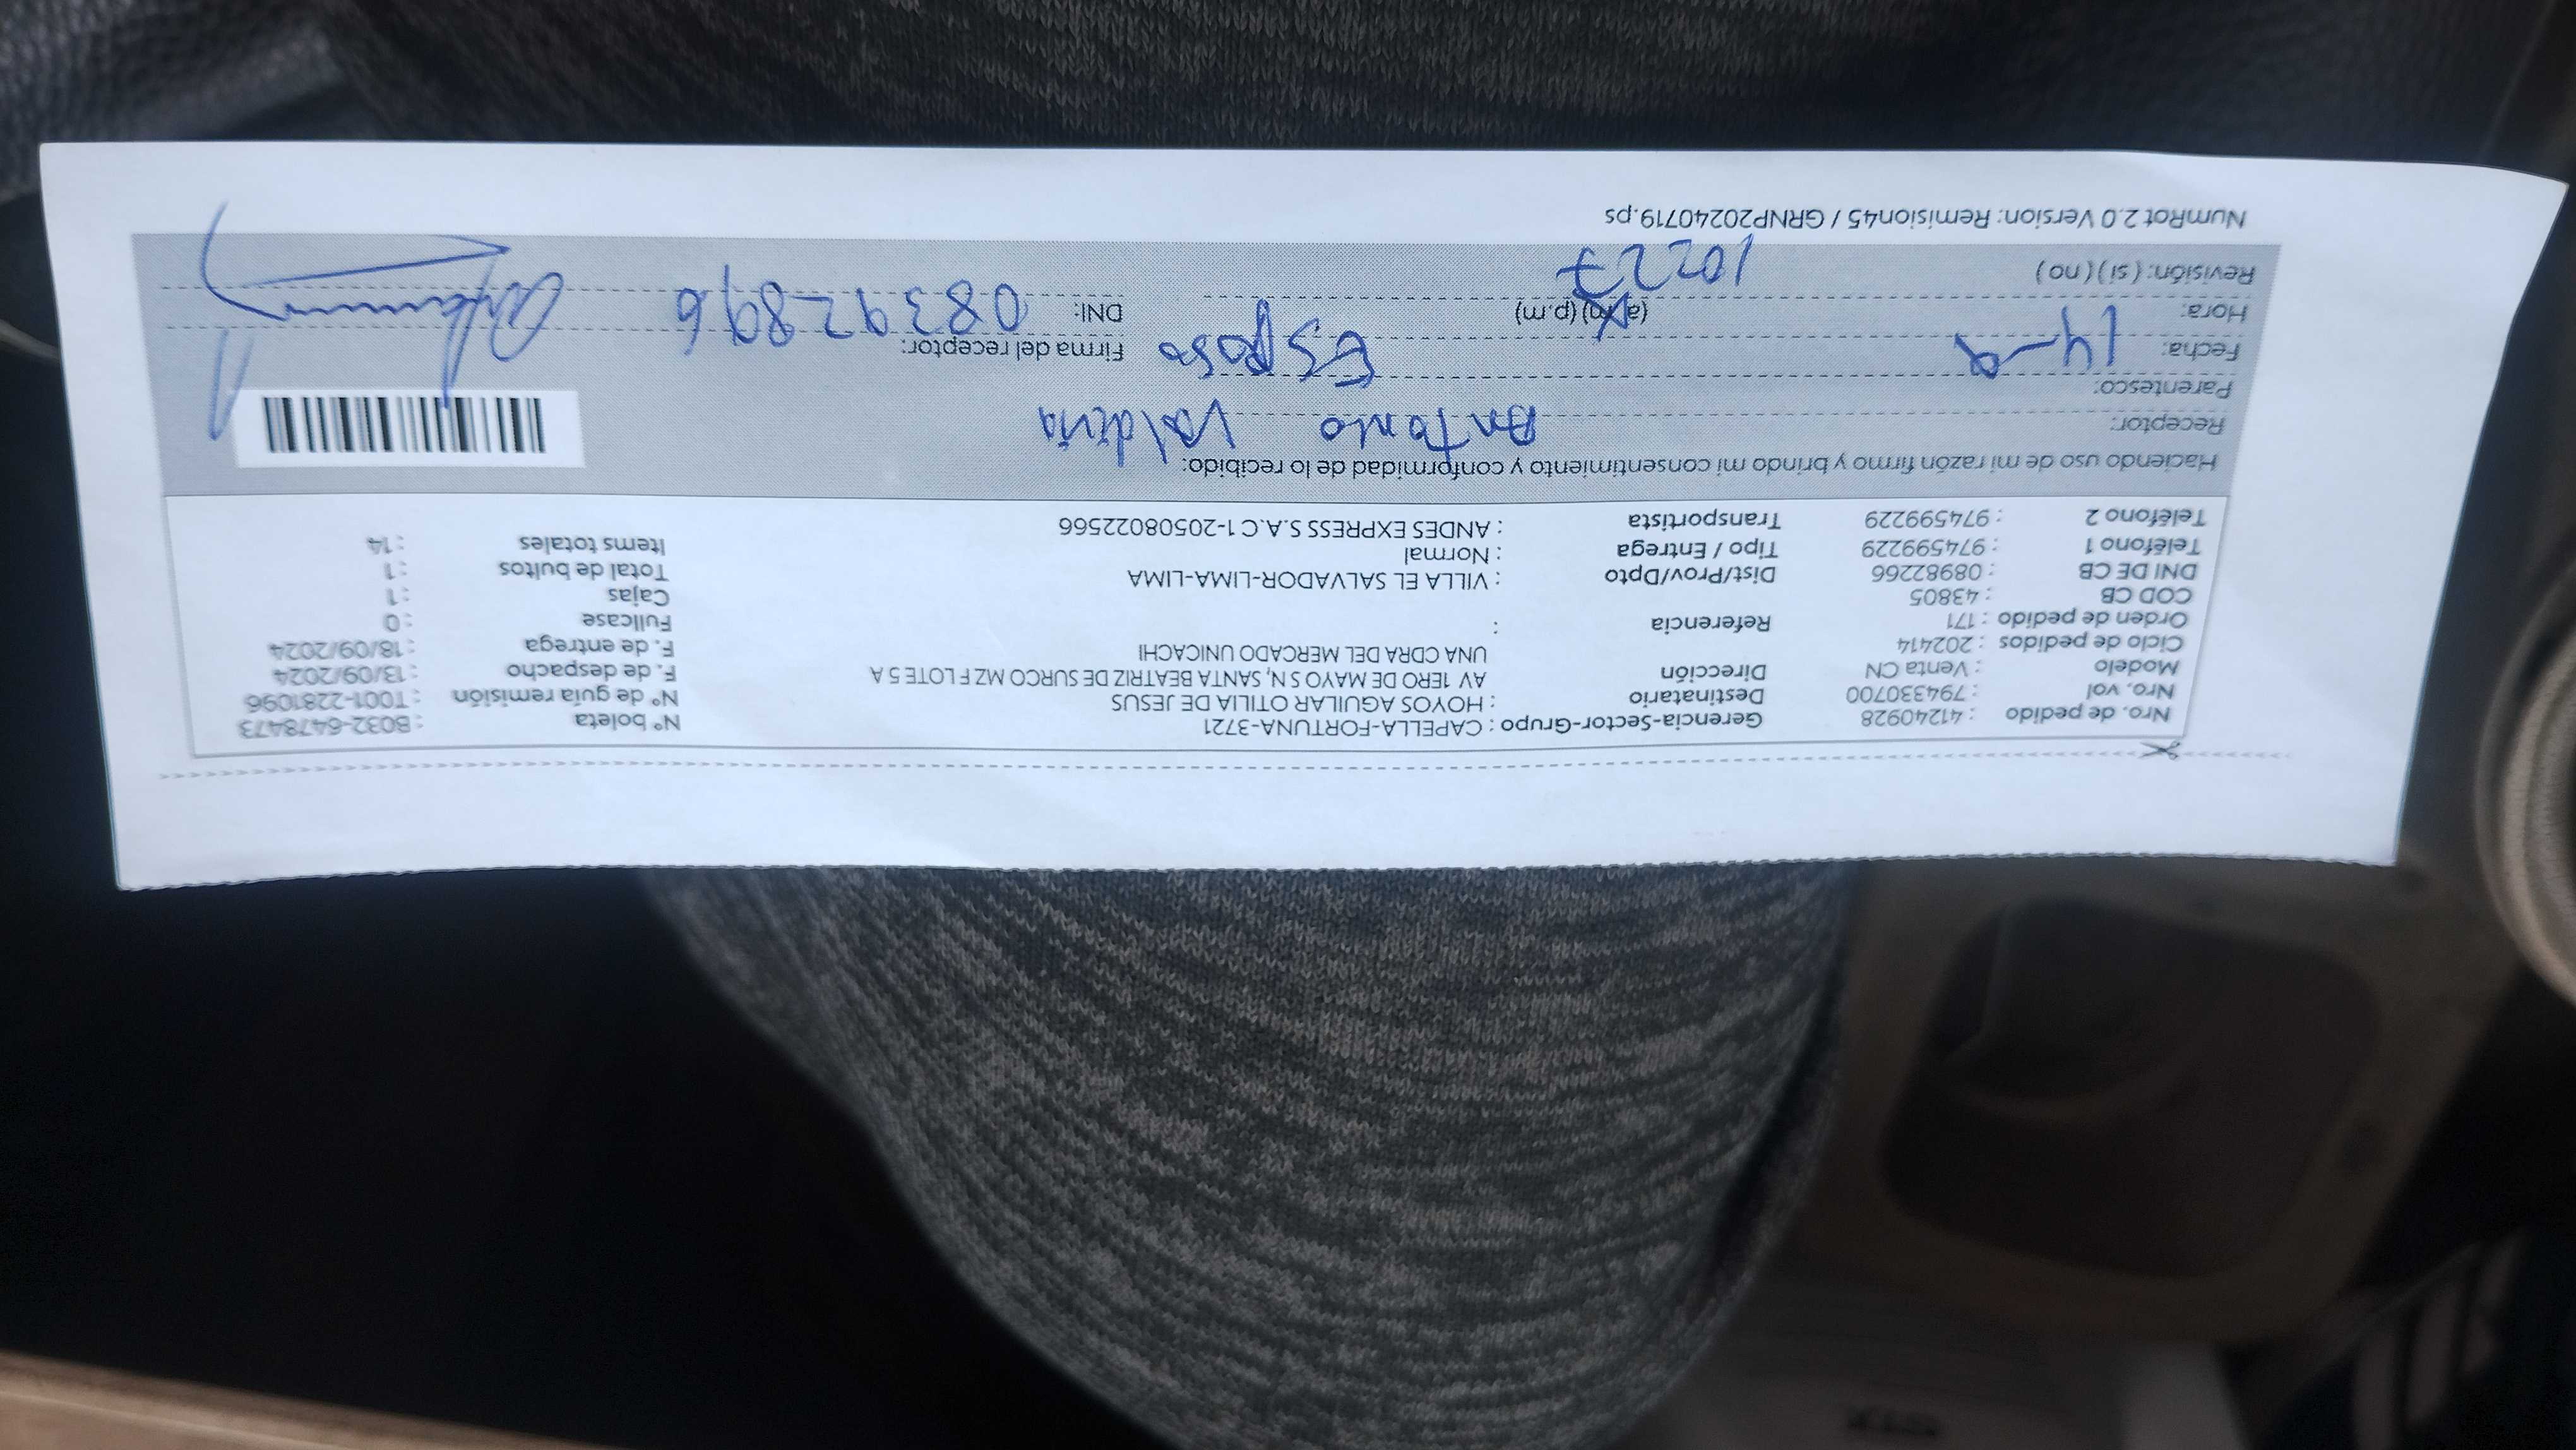 Nro. de pedido : 41240928 Gerencia-Sector-Grupo : CAPELLA-FORTUNA-3721 N° boleta : B032-6478473
Nro. vol : 794330700 Destinatario : HOYOS AGUILAR OTILIA DE JESUS N° de guía remisión : T001-2281096
Modelo : Venta CN Dirección AV 1ERO DE MAYO S N, SANTA BEATRIZ DE SURCO MZ F LOTE 5 A F. de despacho : 13/09/2024
Ciclo de pedidos : 202414 UNA CDRA DEL MERCADO UNICACHI F. de entrega : 18/09/2024
Orden de pedido : 171 Referencia : Fullcase : 0
COD CB : 43805 Cajas : 1
DNI DE CB : 08982266 Dist/Prov/Dpto : VILLA EL SALVADOR-LIMA-LIMA Total de bultos : 1
Teléfono 1 : 974599229 Tipo / Entrega : Normal Items totales : 14
Teléfono 2 : 974599229 Transportista : ANDES EXPRESS S.A.C 1-20508022566
Haciendo uso de mi razón firmo y brindo mi consentimiento y conformidad de lo recibido:
Receptor: Antonio Valdivia
Parentesco: Esposo
Fecha: 14-9 Firma del receptor:
Hora: 10:27 (a.m) (p.m) DNI: 08392896
Revisión: (si) (no)
NumRot 2.0 Version: Remision45 / GRNP20240719.ps